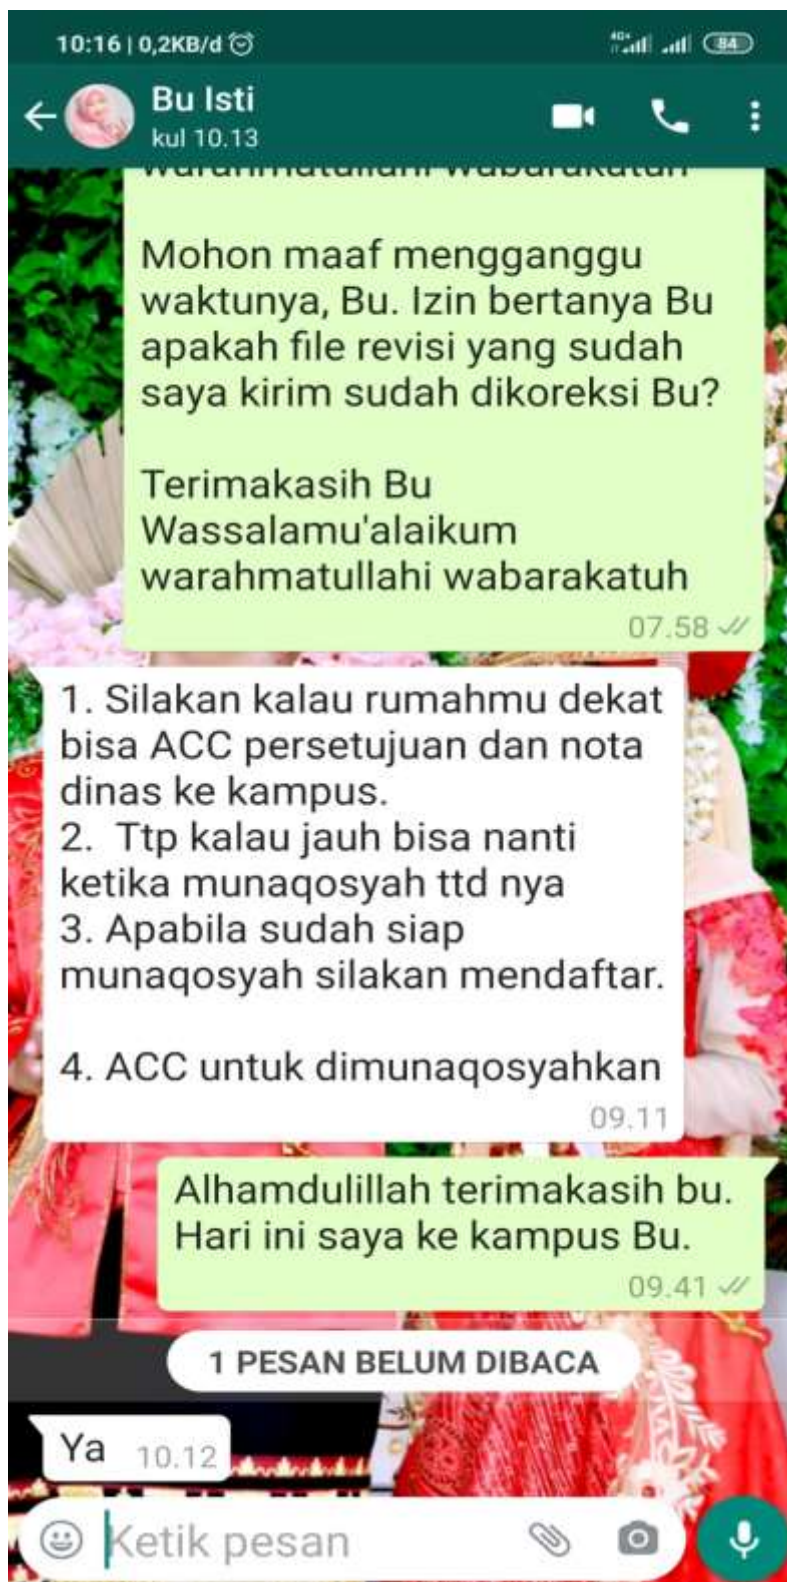 10:16 | 0,2KB/d
84
Bu Isti
kul 10.13
warahmatullahi wabarakatuh
Mohon maaf mengganggu
waktunya, Bu. Izin bertanya Bu
apakah file revisi yang sudah
saya kirim sudah dikoreksi Bu?
Terimakasih Bu
Wassalamu'alaikum
warahmatullahi wabarakatuh
07.58
1. Silakan kalau rumahmu dekat
bisa ACC persetujuan dan nota
dinas ke kampus.
2. Ttp kalau jauh bisa nanti
ketika munaqosyah ttd nya
3. Apabila sudah siap
munaqosyah silakan mendaftar.
4. ACC untuk dimunaqosyahkan
09.11
Alhamdulillah terimakasih bu.
Hari ini saya ke kampus Bu.
09.41
1 PESAN BELUM DIBACA
Ya 10.12
Ketik pesan